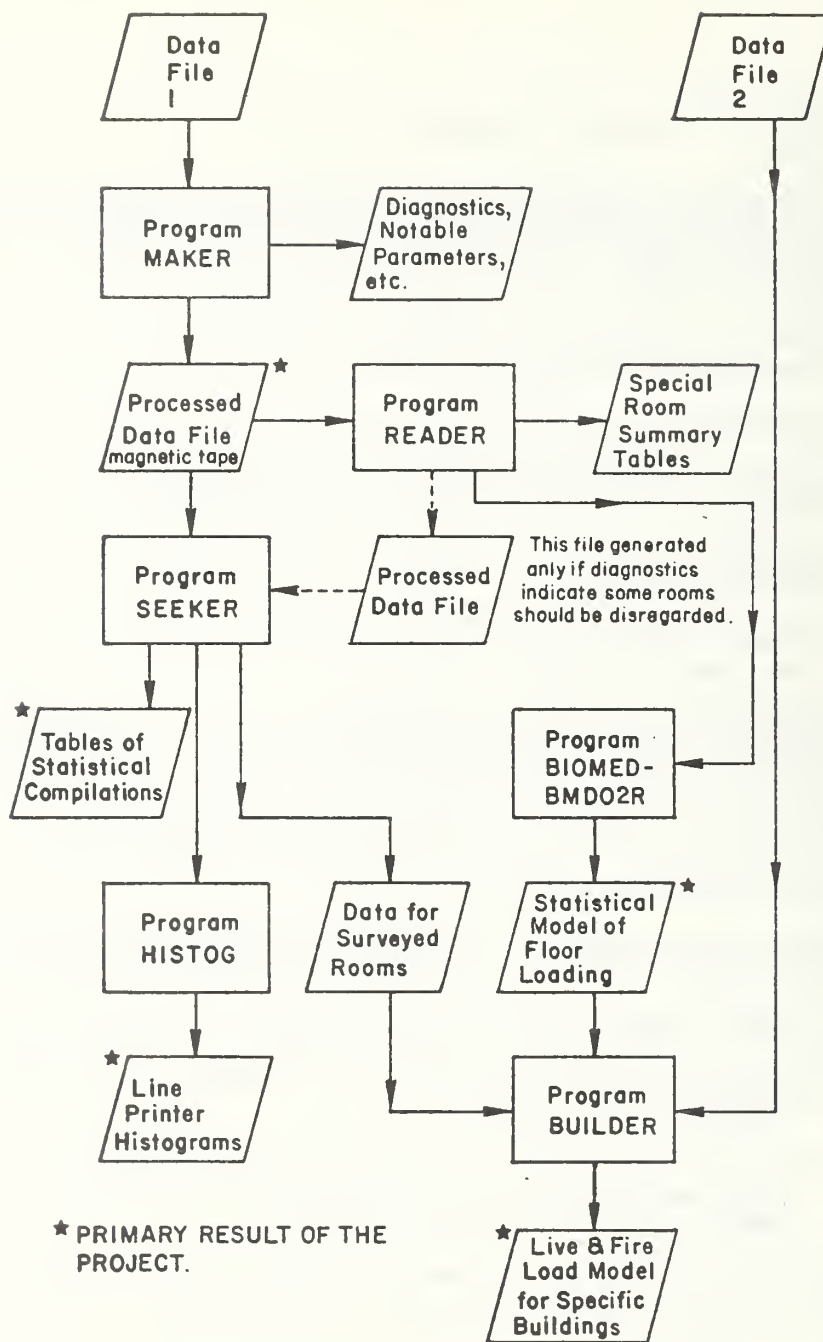 Data
File
1
Data
File
2
Program
MAKER
Diagnostics,
Notable
Parameters,
etc.
★
Processed
Data File
magnetic tape
Program
READER
Special
Room
Summary
Tables
Program
SEEKER
Processed
Data File
This file generated
only if diagnostics
indicate some rooms
should be disregarded.
★
Tables of
Statistical
Compilations
Program
BIOMED-
BMD02R
Program
HISTOG
Data for
Surveyed
Rooms
★
Statistical
Model of
Floor
Loading
★
Line
Printer
Histograms
Program
BUILDER
★ PRIMARY RESULT OF THE
PROJECT.
★
Live & Fire
Load Model
for Specific
Buildings